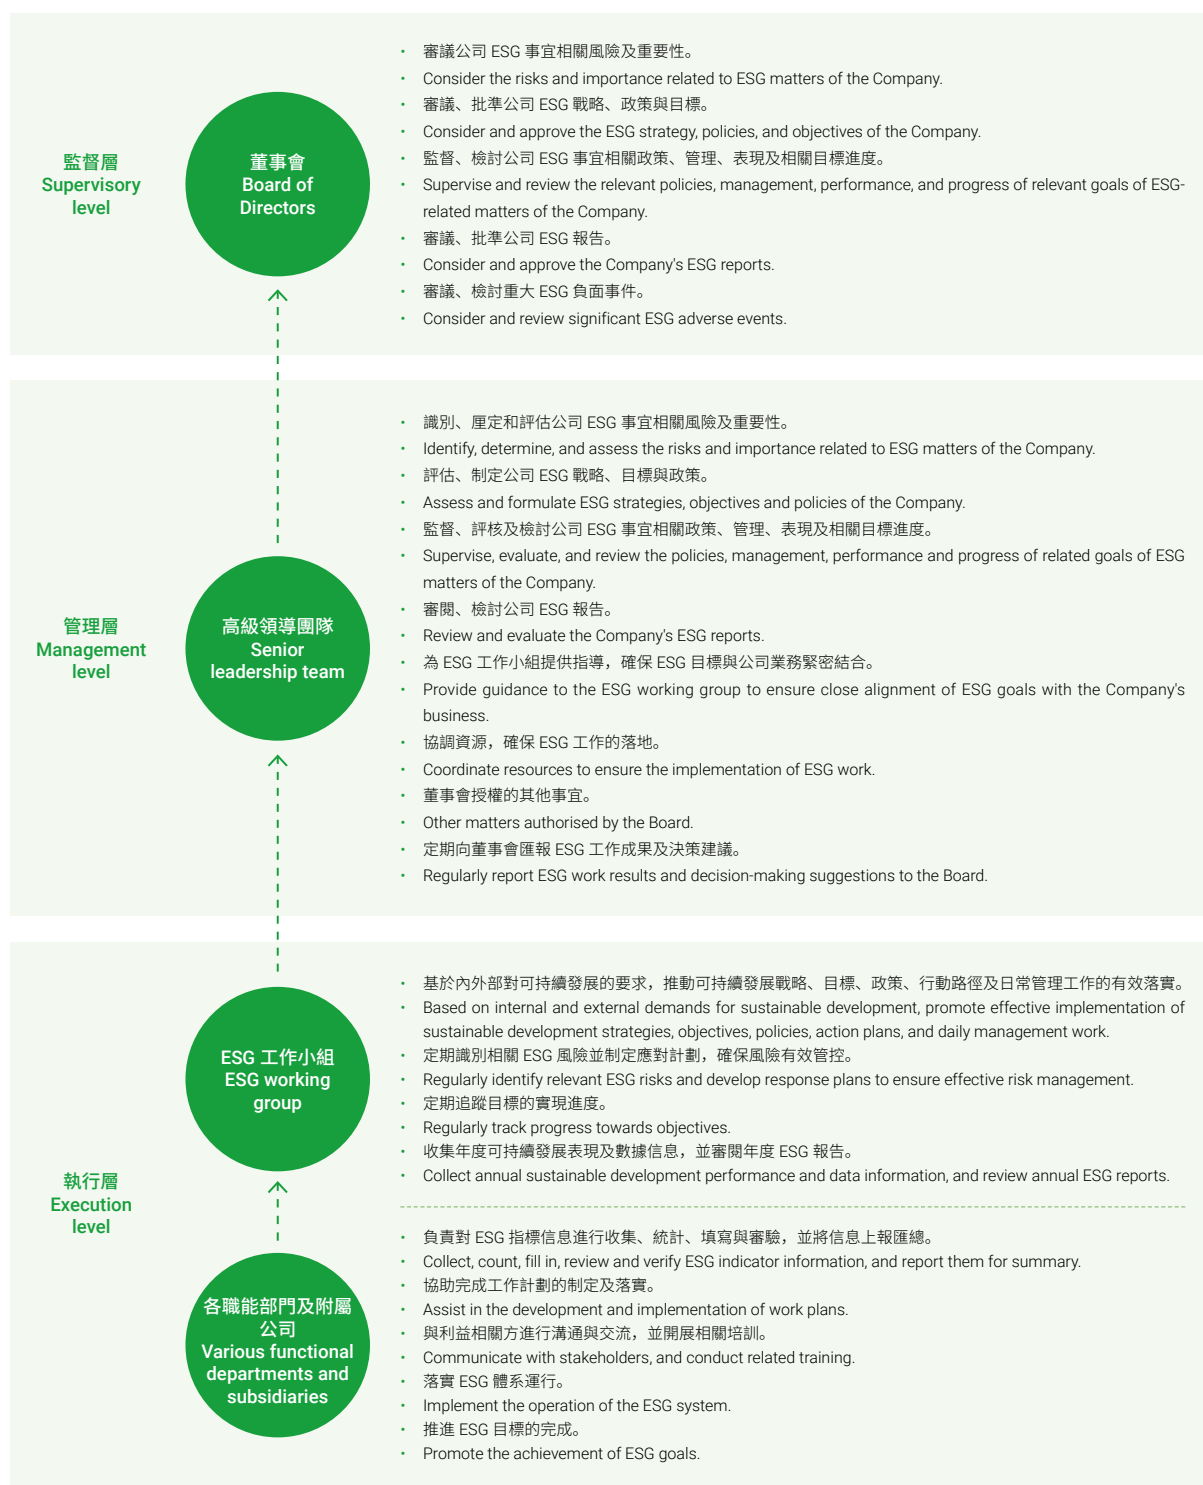 監督層
Supervisory
level
董事會
Board of
Directors
• 審議公司 ESG 事宜相關風險及重要性。
• Consider the risks and importance related to ESG matters of the Company.
• 審議、批準公司 ESG 戰略、政策與目標。
• Consider and approve the ESG strategy, policies, and objectives of the Company.
• 監督、檢討公司 ESG 事宜相關政策、管理、表現及相關目標進度。
• Supervise and review the relevant policies, management, performance, and progress of relevant goals of ESG-
related matters of the Company.
• 審議、批準公司 ESG 報告。
• Consider and approve the Company's ESG reports.
• 審議、檢討重大 ESG 負面事件。
• Consider and review significant ESG adverse events.
管理層
Management
level
高級領導團隊
Senior
leadership team
• 識別、厘定和評估公司 ESG 事宜相關風險及重要性。
• Identify, determine, and assess the risks and importance related to ESG matters of the Company.
• 評估、制定公司 ESG 戰略、目標與政策。
• Assess and formulate ESG strategies, objectives and policies of the Company.
• 監督、評核及檢討公司 ESG 事宜相關政策、管理、表現及相關目標進度。
• Supervise, evaluate, and review the policies, management, performance and progress of related goals of ESG
matters of the Company.
• 審閱、檢討公司 ESG 報告。
• Review and evaluate the Company's ESG reports.
• 為 ESG 工作小組提供指導，確保 ESG 目標與公司業務緊密結合。
• Provide guidance to the ESG working group to ensure close alignment of ESG goals with the Company's
business.
• 協調資源，確保 ESG 工作的落地。
• Coordinate resources to ensure the implementation of ESG work.
• 董事會授權的其他事宜。
• Other matters authorised by the Board.
• 定期向董事會匯報 ESG 工作成果及決策建議。
• Regularly report ESG work results and decision-making suggestions to the Board.
執行層
Execution
level
ESG 工作小組
ESG working
group
• 基於內外部對可持續發展的要求，推動可持續發展戰略、目標、政策、行動路徑及日常管理工作的有效落實。
• Based on internal and external demands for sustainable development, promote effective implementation of
sustainable development strategies, objectives, policies, action plans, and daily management work.
• 定期識別相關 ESG 風險並制定應對計劃，確保風險有效管控。
• Regularly identify relevant ESG risks and develop response plans to ensure effective risk management.
• 定期追蹤目標的實現進度。
• Regularly track progress towards objectives.
• 收集年度可持續發展表現及數據信息，並審閱年度 ESG 報告。
• Collect annual sustainable development performance and data information, and review annual ESG reports.
各職能部門及附屬
公司
Various functional
departments and
subsidiaries
• 負責對 ESG 指標信息進行收集、統計、填寫與審驗，並將信息上報匯總。
• Collect, count, fill in, review and verify ESG indicator information, and report them for summary.
• 協助完成工作計劃的制定及落實。
• Assist in the development and implementation of work plans.
• 與利益相關方進行溝通與交流，並開展相關培訓。
• Communicate with stakeholders, and conduct related training.
• 落實 ESG 體系運行。
• Implement the operation of the ESG system.
• 推進 ESG 目標的完成。
• Promote the achievement of ESG goals.